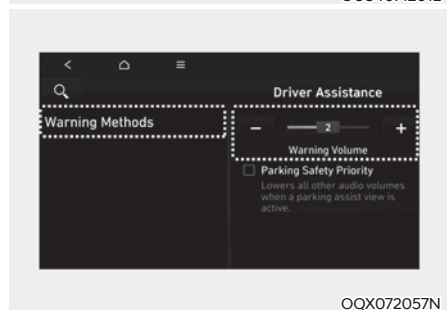 Driver Assistance
Warning Methods
− 2 +
Warning Volume
Parking Safety Priority
Lowers all other audio volumes
when a parking assist view is
active.
OQX072057N